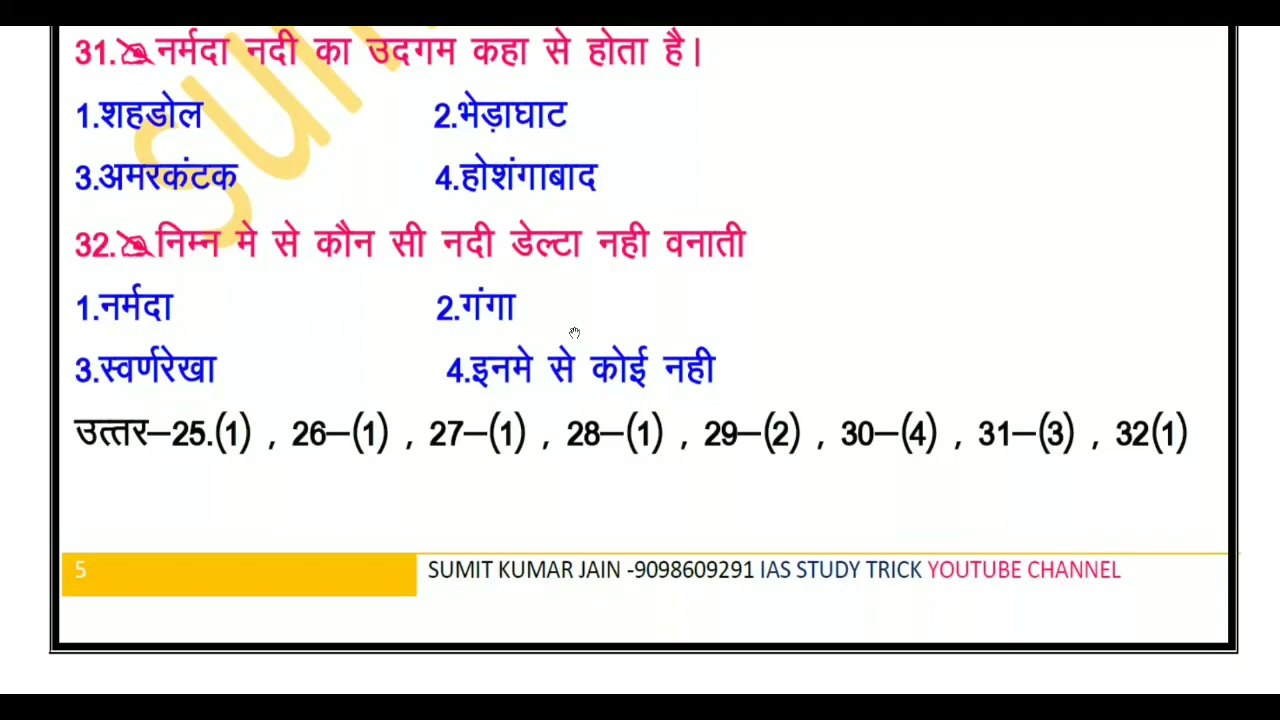 31.नर्मदा नदी का उदगम कहा से होता है।
1.शहडोल 2.भेड़ाघाट
3.अमरकंटक 4.होशंगाबाद
32.निम्न मे से कौन सी नदी डेल्टा नही वनाती
1.नर्मदा 2.गंगा
3.स्वर्णरेखा 4.इनमे से कोई नही
उत्तर–25.(1) , 26–(1) , 27–(1) , 28–(1) , 29–(2) , 30–(4) , 31–(3) , 32(1)
5 SUMIT KUMAR JAIN -9098609291 IAS STUDY TRICK YOUTUBE CHANNEL